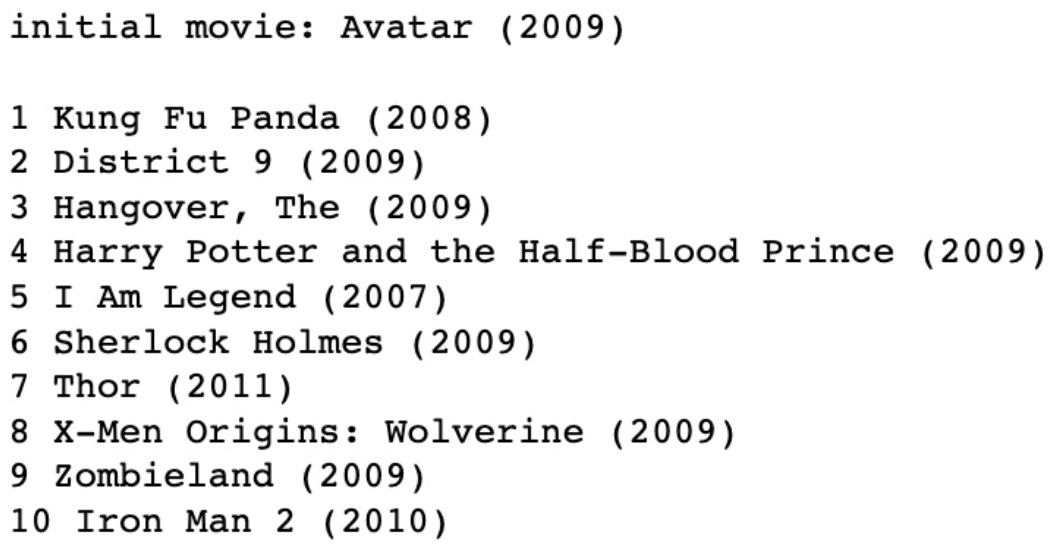 initial movie: Avatar (2009)
1 Kung Fu Panda (2008)
2 District 9 (2009)
3 Hangover, The (2009)
4 Harry Potter and the Half-Blood Prince (2009)
5 I Am Legend (2007)
6 Sherlock Holmes (2009)
7 Thor (2011)
8 X-Men Origins: Wolverine (2009)
9 Zombieland (2009)
10 Iron Man 2 (2010)